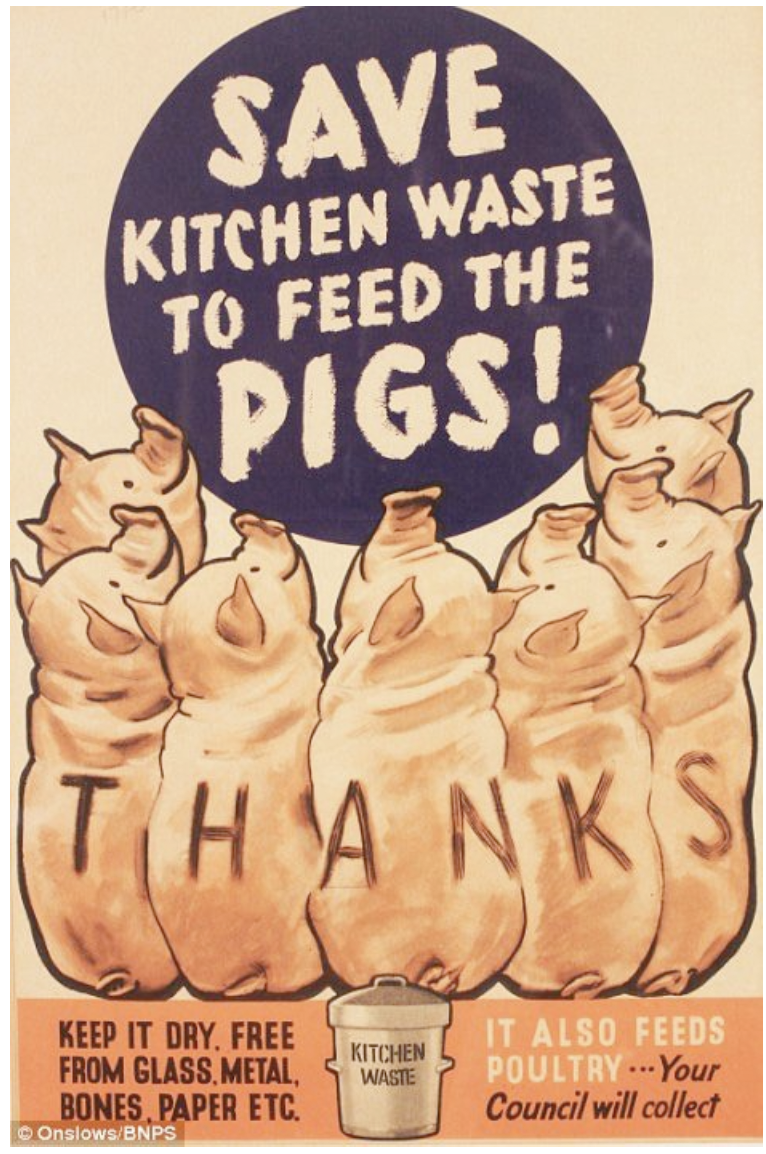 SAVE
KITCHEN WASTE
TO FEED THE
PIGS!
THANKS
KEEP IT DRY, FREE
FROM GLASS, METAL,
BONES, PAPER ETC.
KITCHEN
WASTE
IT ALSO FEEDS
POULTRY ... Your
Council will collect
© Onslows/BNPS